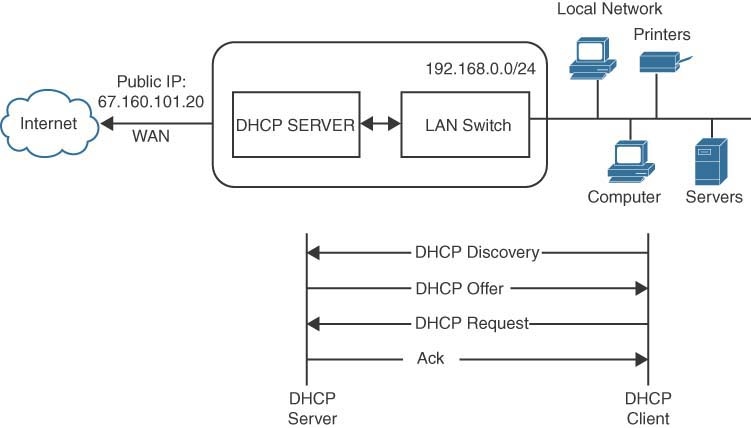 Local Network
Printers
192.168.0.0/24
Public IP:
67.160.101.20
Internet
WAN
DHCP SERVER
LAN Switch
Computer
Servers
DHCP Discovery
DHCP Offer
DHCP Request
Ack
DHCP
Server
DHCP
Client